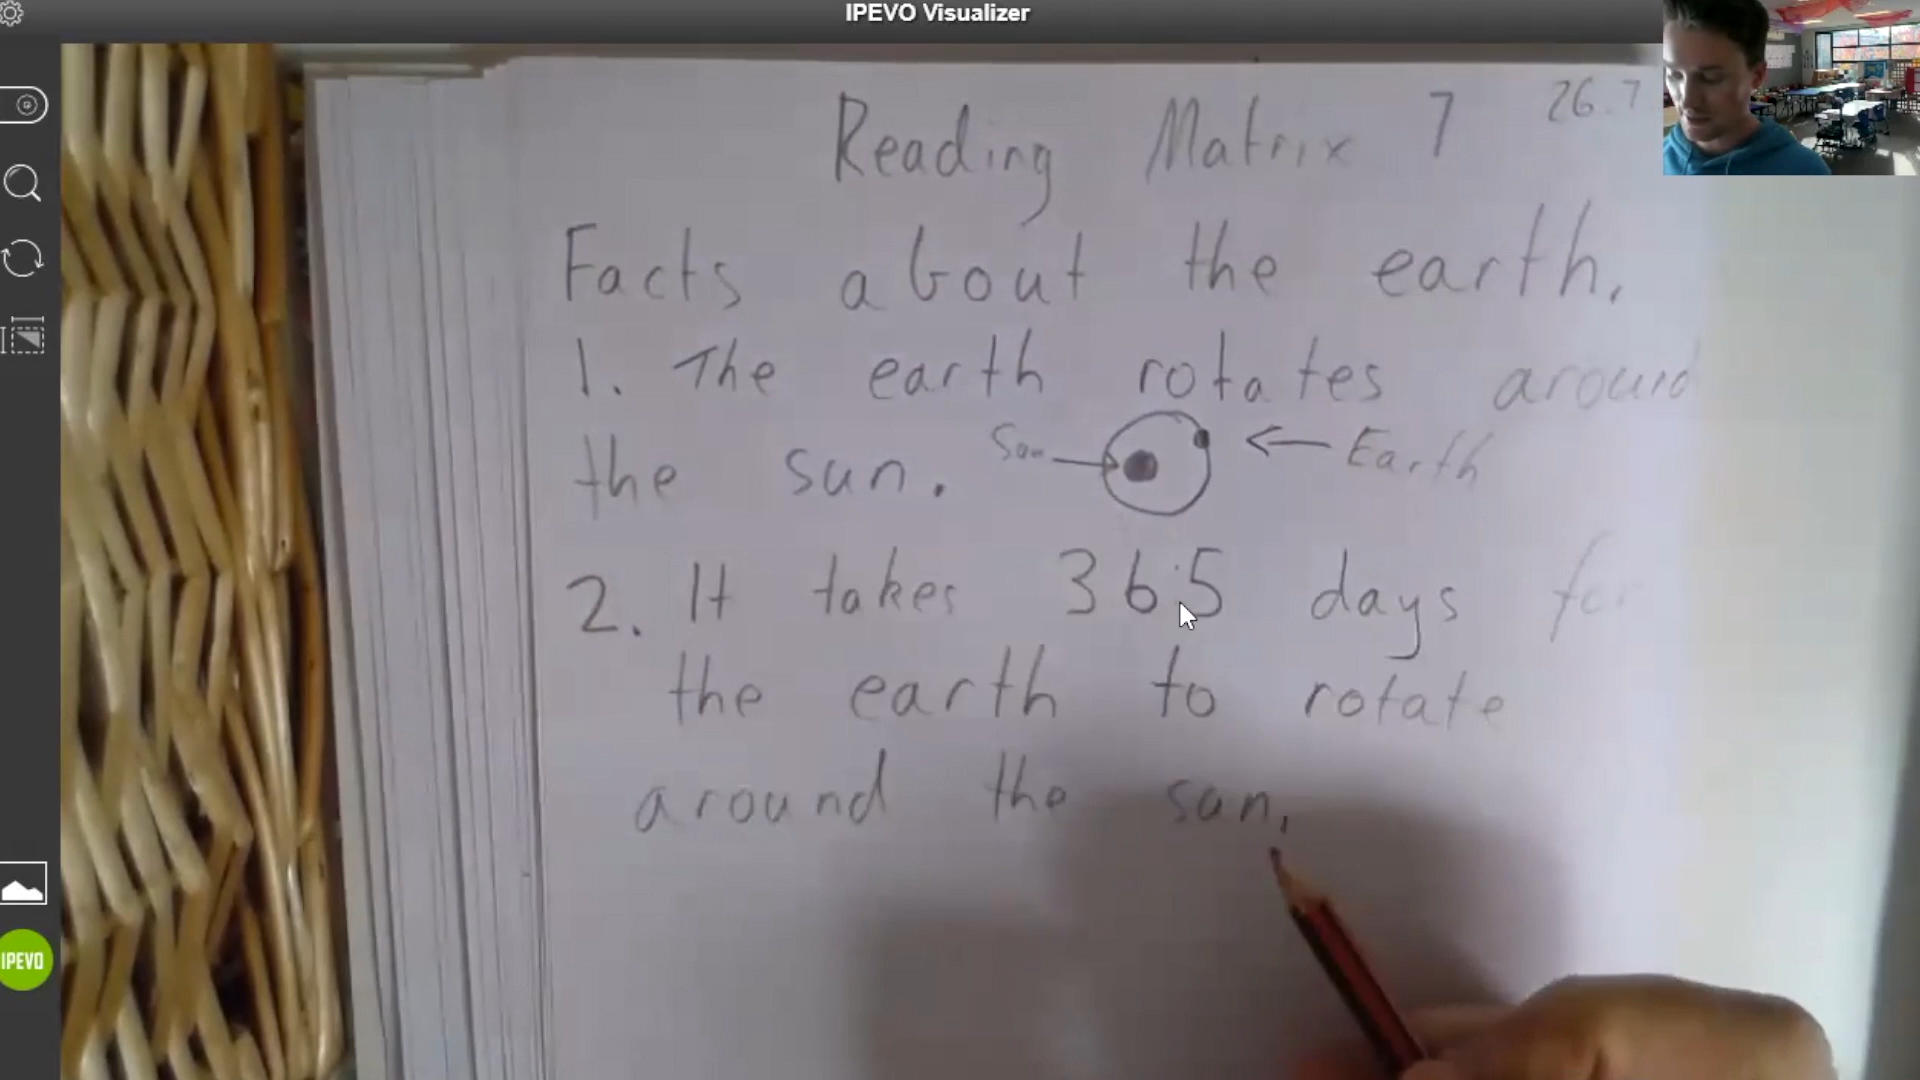 IPEVO Visualizer
Reading Matrix 7 26.7
Facts about the earth.
1. The earth rotates around
the sun. Sun Earth
2. It takes 365 days for
the earth to rotate
around the sun.
IPEVO